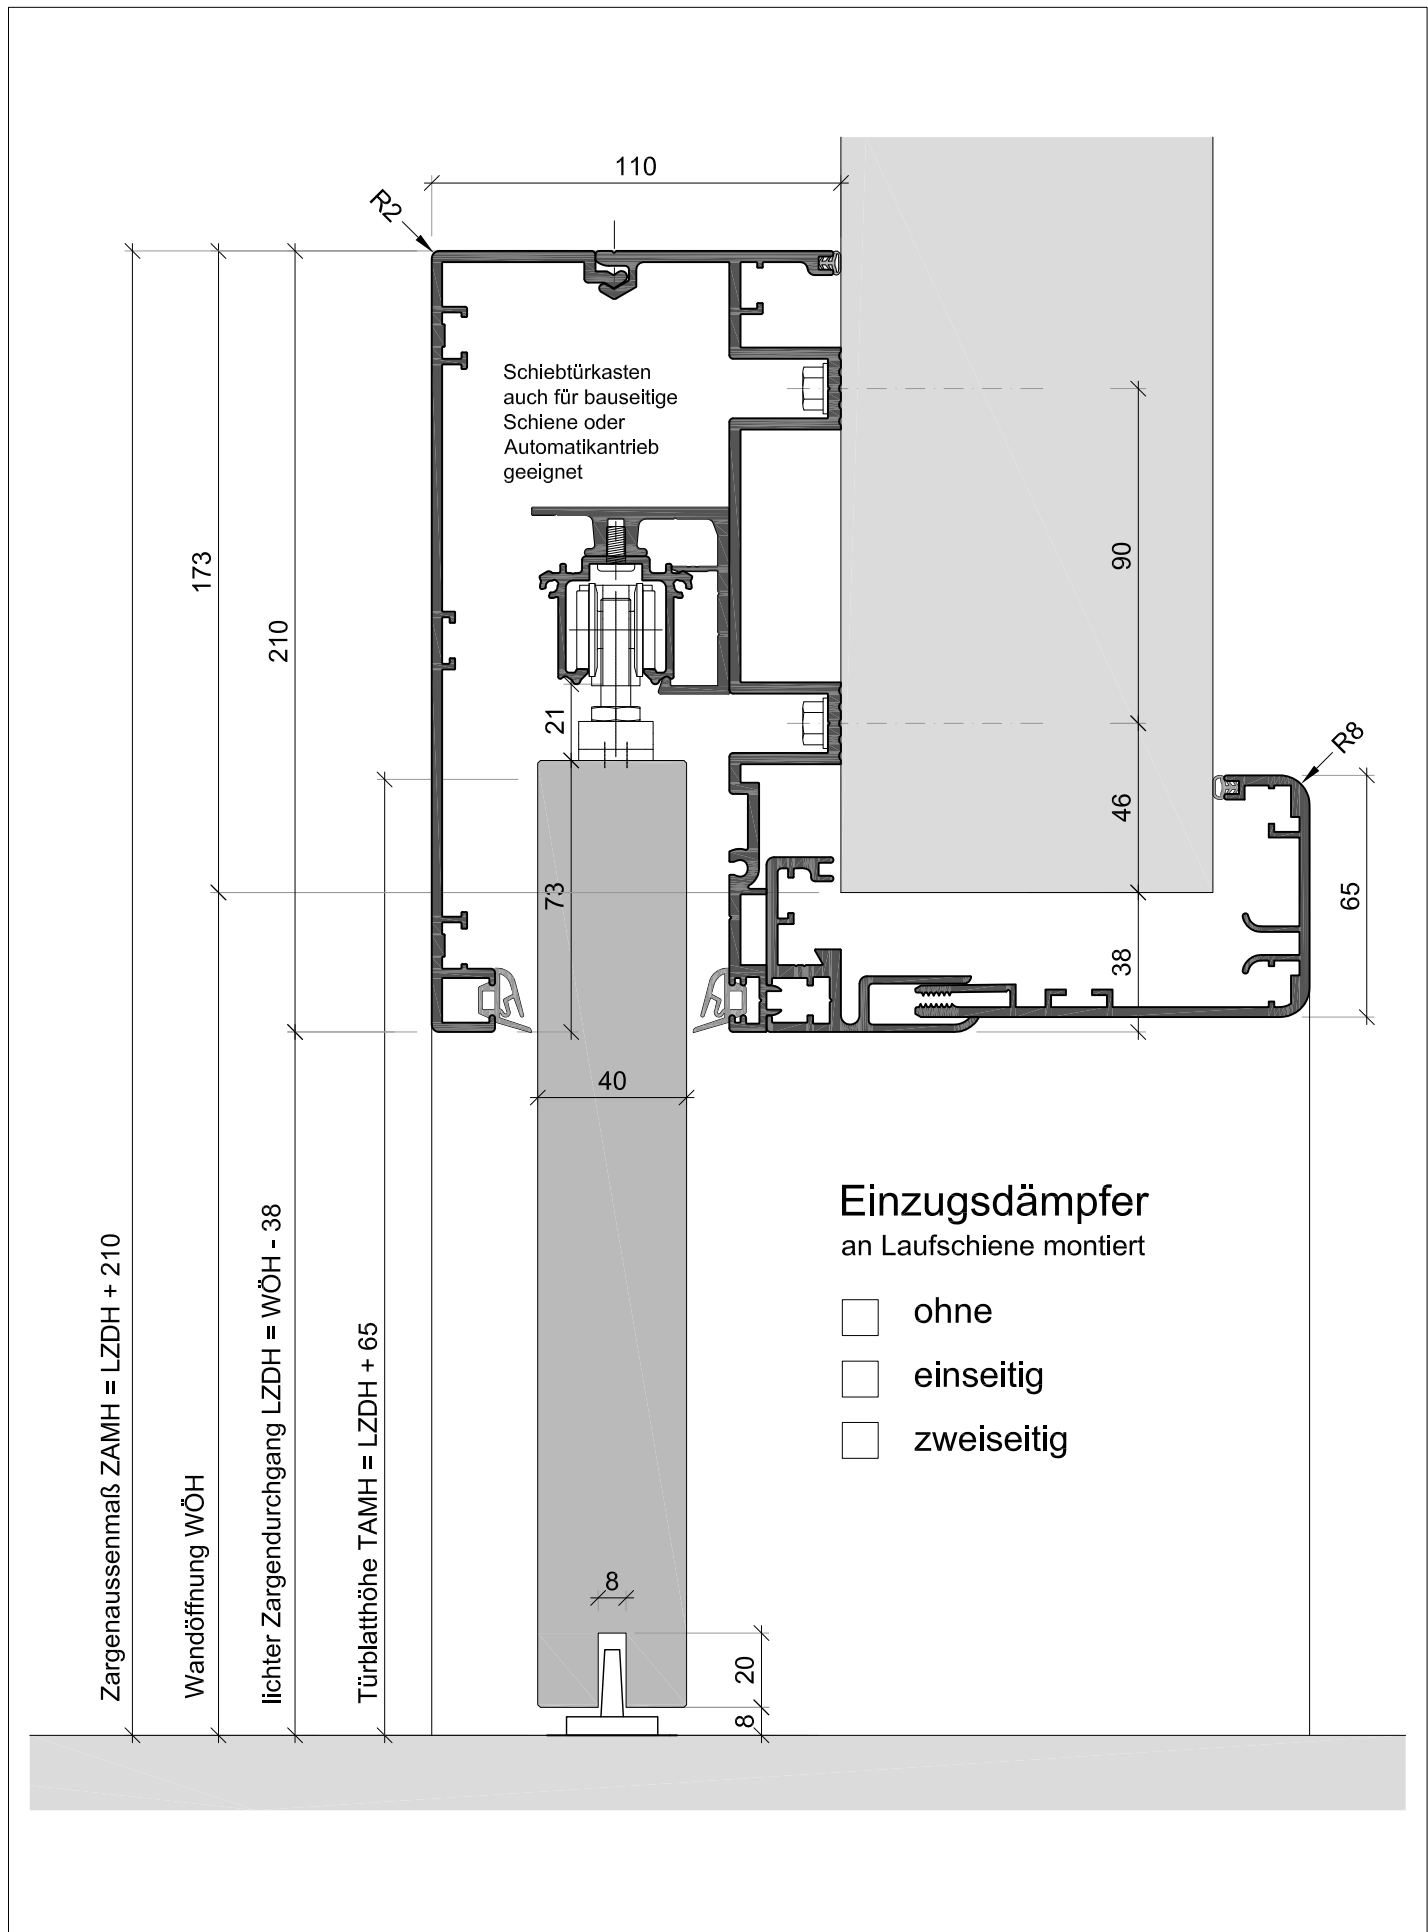 110
R2
Schiebtürkasten
auch für bauseitige
Schiene oder
Automatikantrieb
geeignet
173
210
90
21
R8
46
73
65
38
40
Einzugsdämpfer
an Laufschiene montiert
ohne
einseitig
zweiseitig
Zargenaussenmaß ZAMH = LZDH + 210
Wandöffnung WÖH
lichter Zargendurchgang LZDH = WÖH - 38
Türblatthöhe TAMH = LZDH + 65
8
20
8